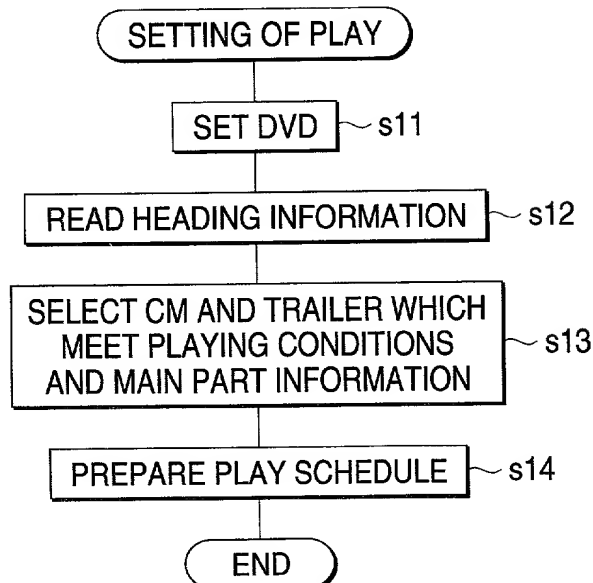 SETTING OF PLAY
SET DVD
s11
READ HEADING INFORMATION
s12
SELECT CM AND TRAILER WHICH
MEET PLAYING CONDITIONS
AND MAIN PART INFORMATION
s13
PREPARE PLAY SCHEDULE
s14
END